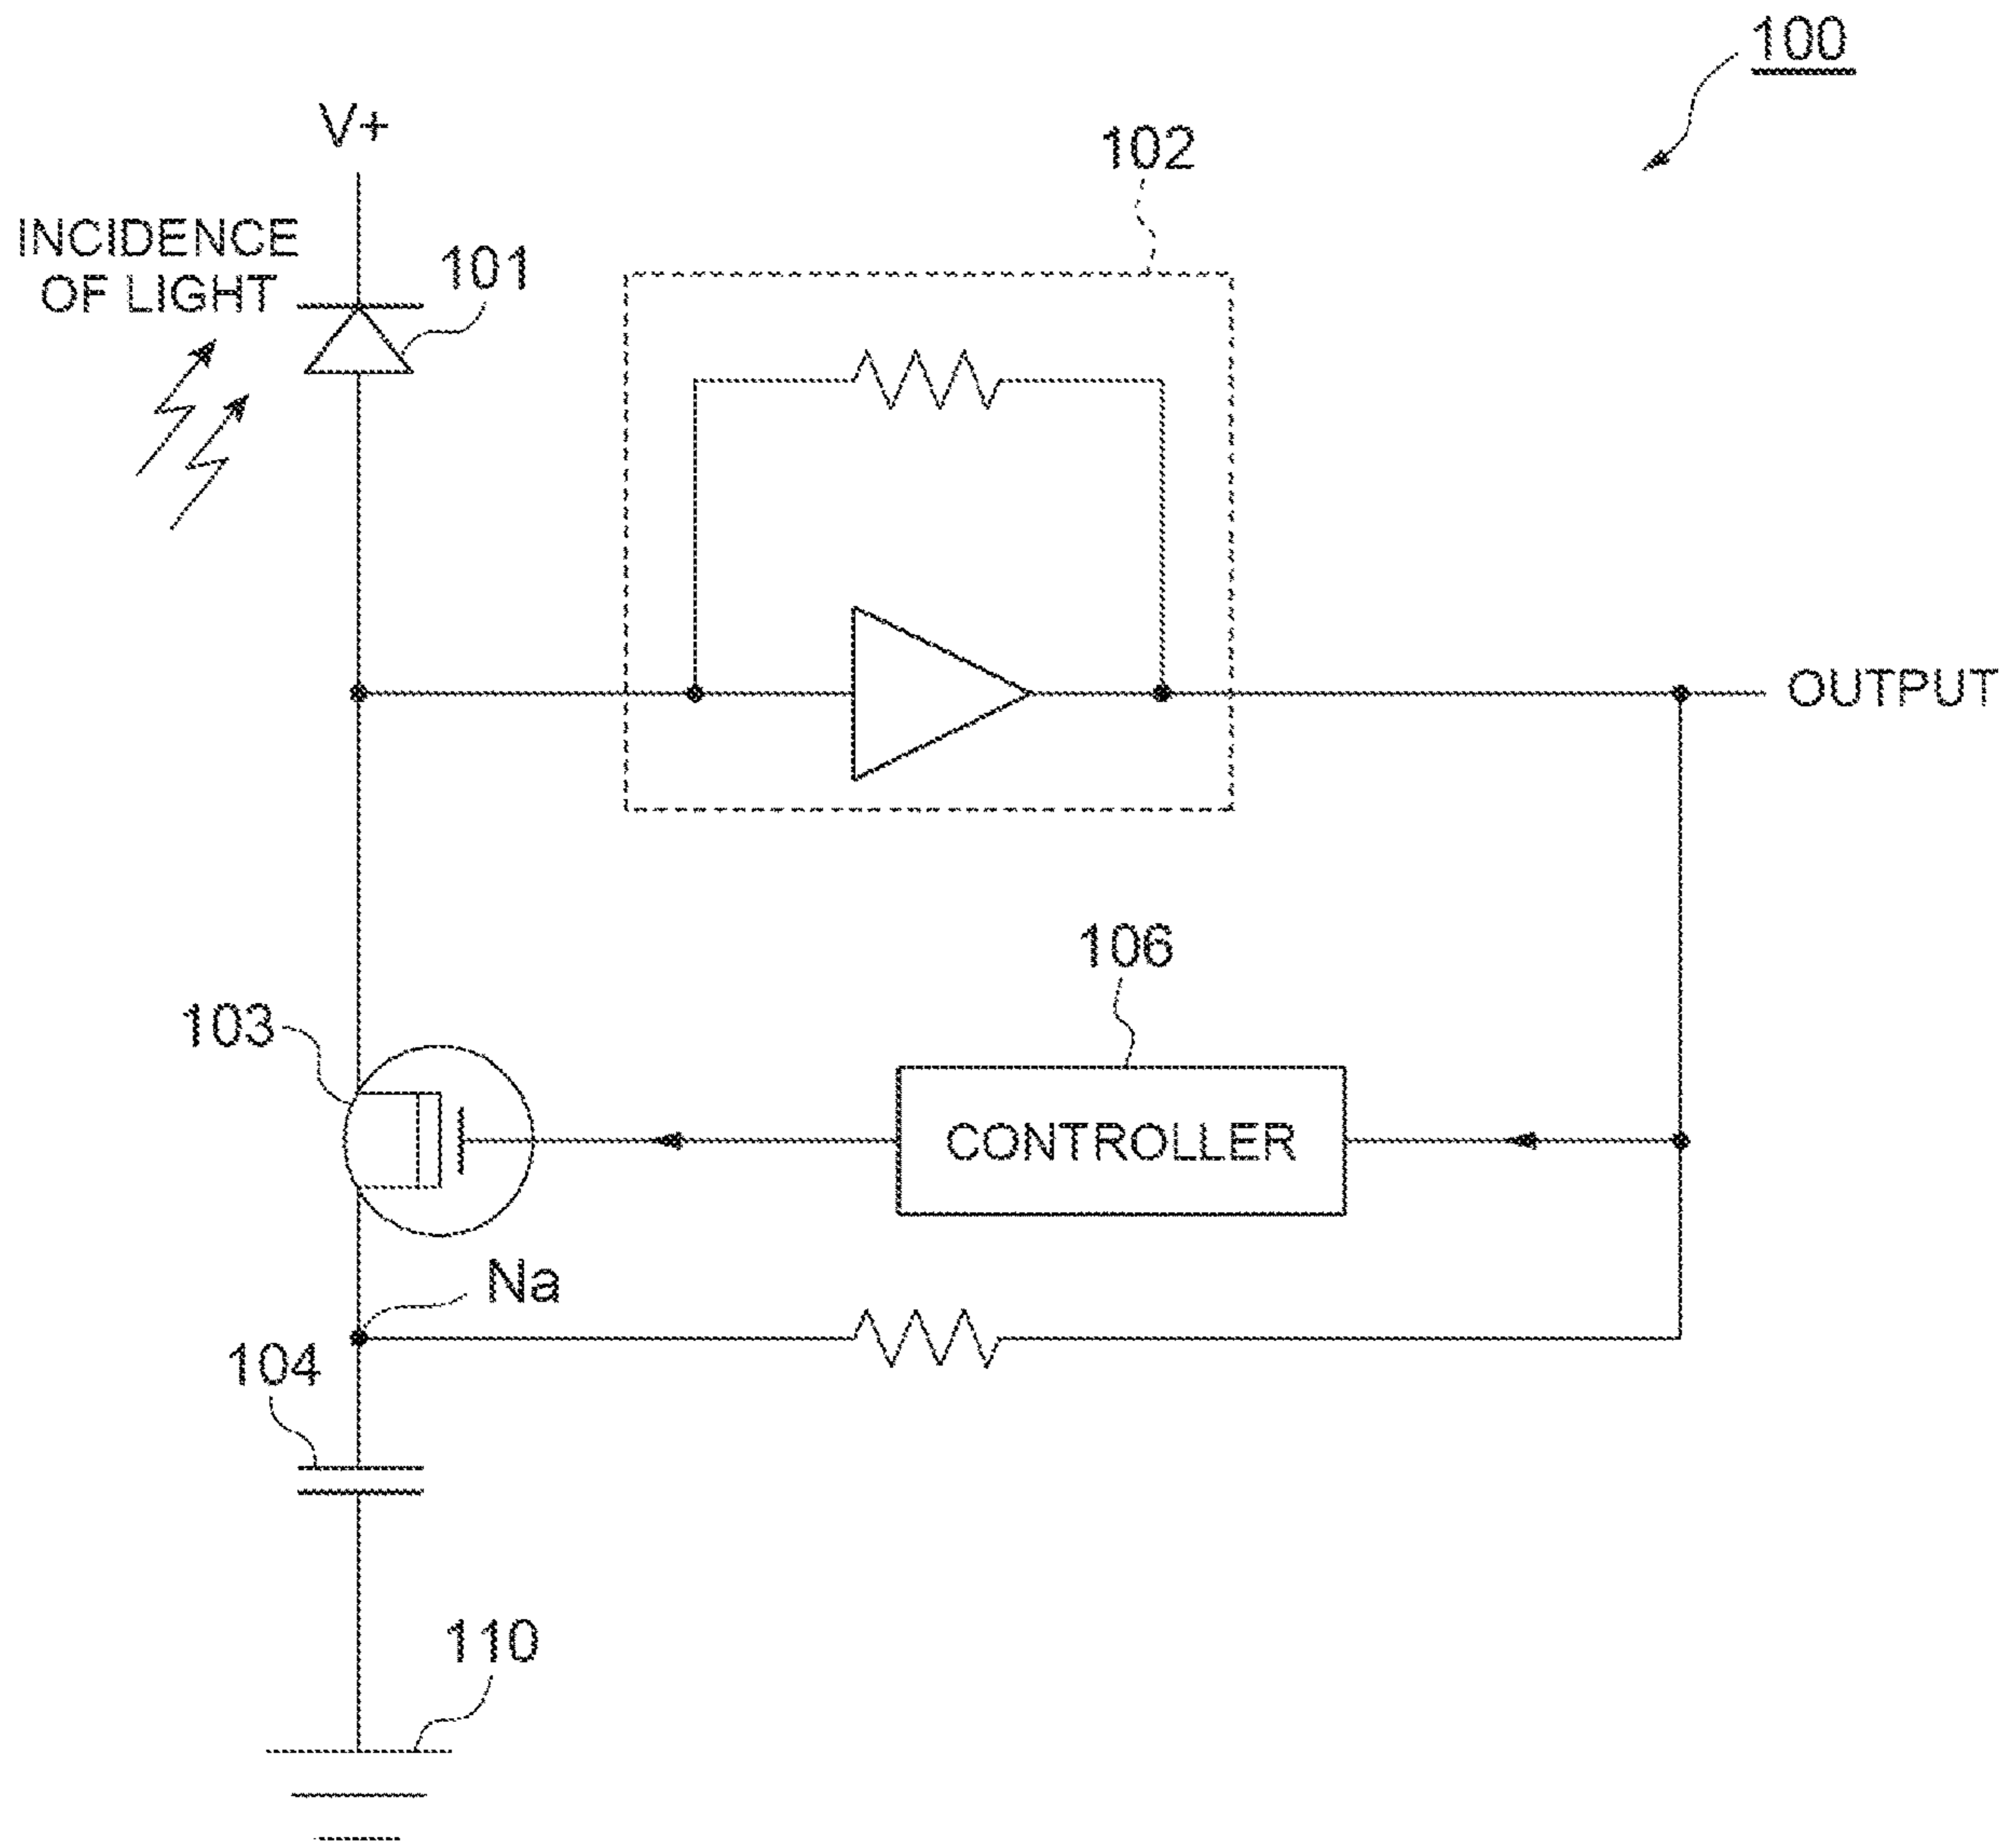 100
V+
102
INCIDENCE
OF LIGHT
101
OUTPUT
106
103
CONTROLLER
Na
104
110